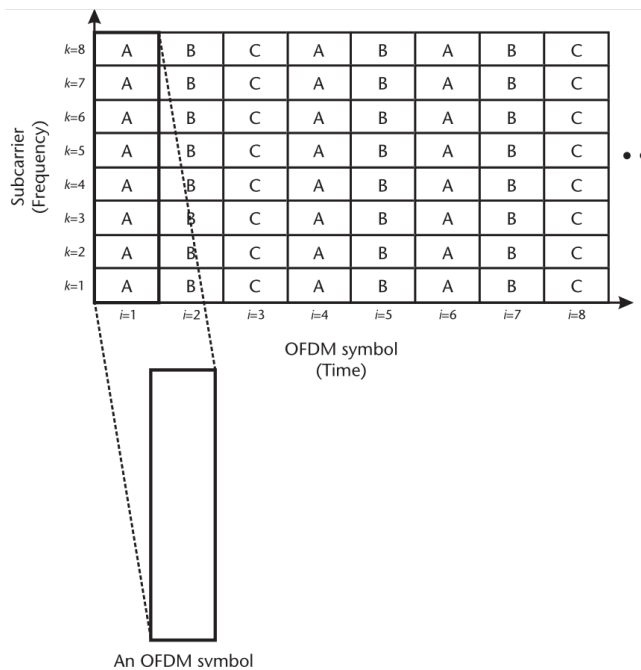 k=8 A B C A B A B C
k=7 A B C A B A B C
k=6 A B C A B A B C
k=5 A B C A B A B C
k=4 A B C A B A B C
k=3 A B C A B A B C
k=2 A B C A B A B C
k=1 A B C A B A B C
Subcarrier
(Frequency)
i=1 i=2 i=3 i=4 i=5 i=6 i=7 i=8
OFDM symbol
(Time)
An OFDM symbol